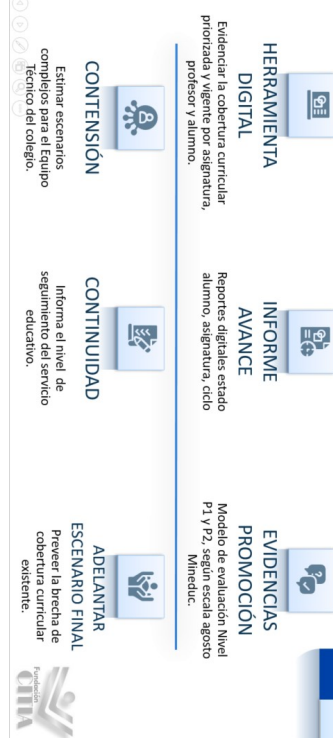 HERRAMIENTA
DIGITAL
Evidenciar la cobertura curricular
priorizada y vigente por asignatura,
profesor y alumno.
INFORME
AVANCE
Reportes digitales estado
alumno, asignatura, ciclo
EVIDENCIAS
PROMOCIÓN
Modelo de evaluación Nivel
P1 y P2, según escala agosto
Mineduc.
CONTENSIÓN
Estimar escenarios
complejos para el Equipo
Técnico del colegio.
CONTINUIDAD
Informa el nivel de
seguimiento del servicio
educativo.
ADELANTAR
ESCENARIO FINAL
Preveer la brecha de
cobertura curricular
existente.
Fundación
CIMA